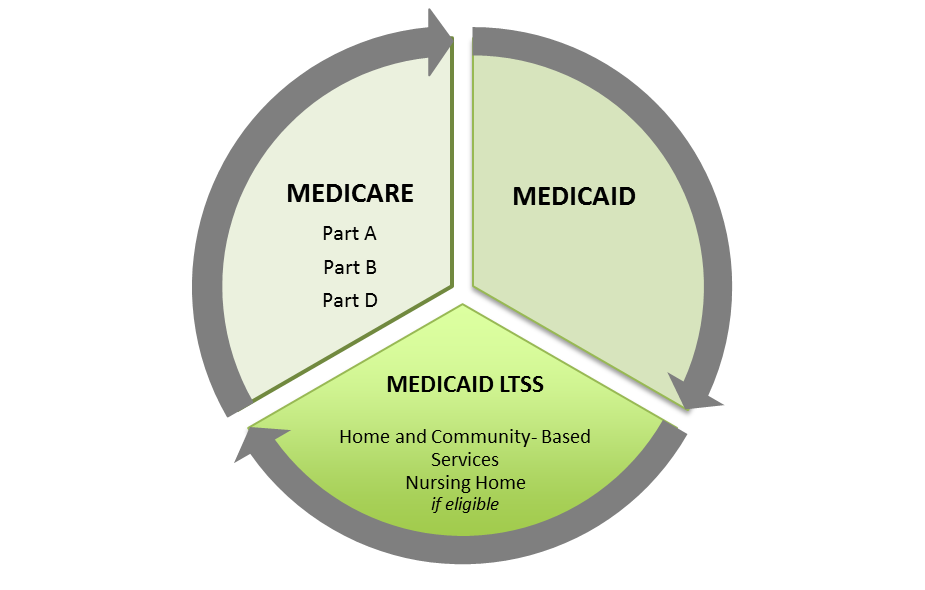 MEDICARE
Part A
Part B
Part D
MEDICAID
MEDICAID LTSS
Home and Community- Based
Services
Nursing Home
if eligible